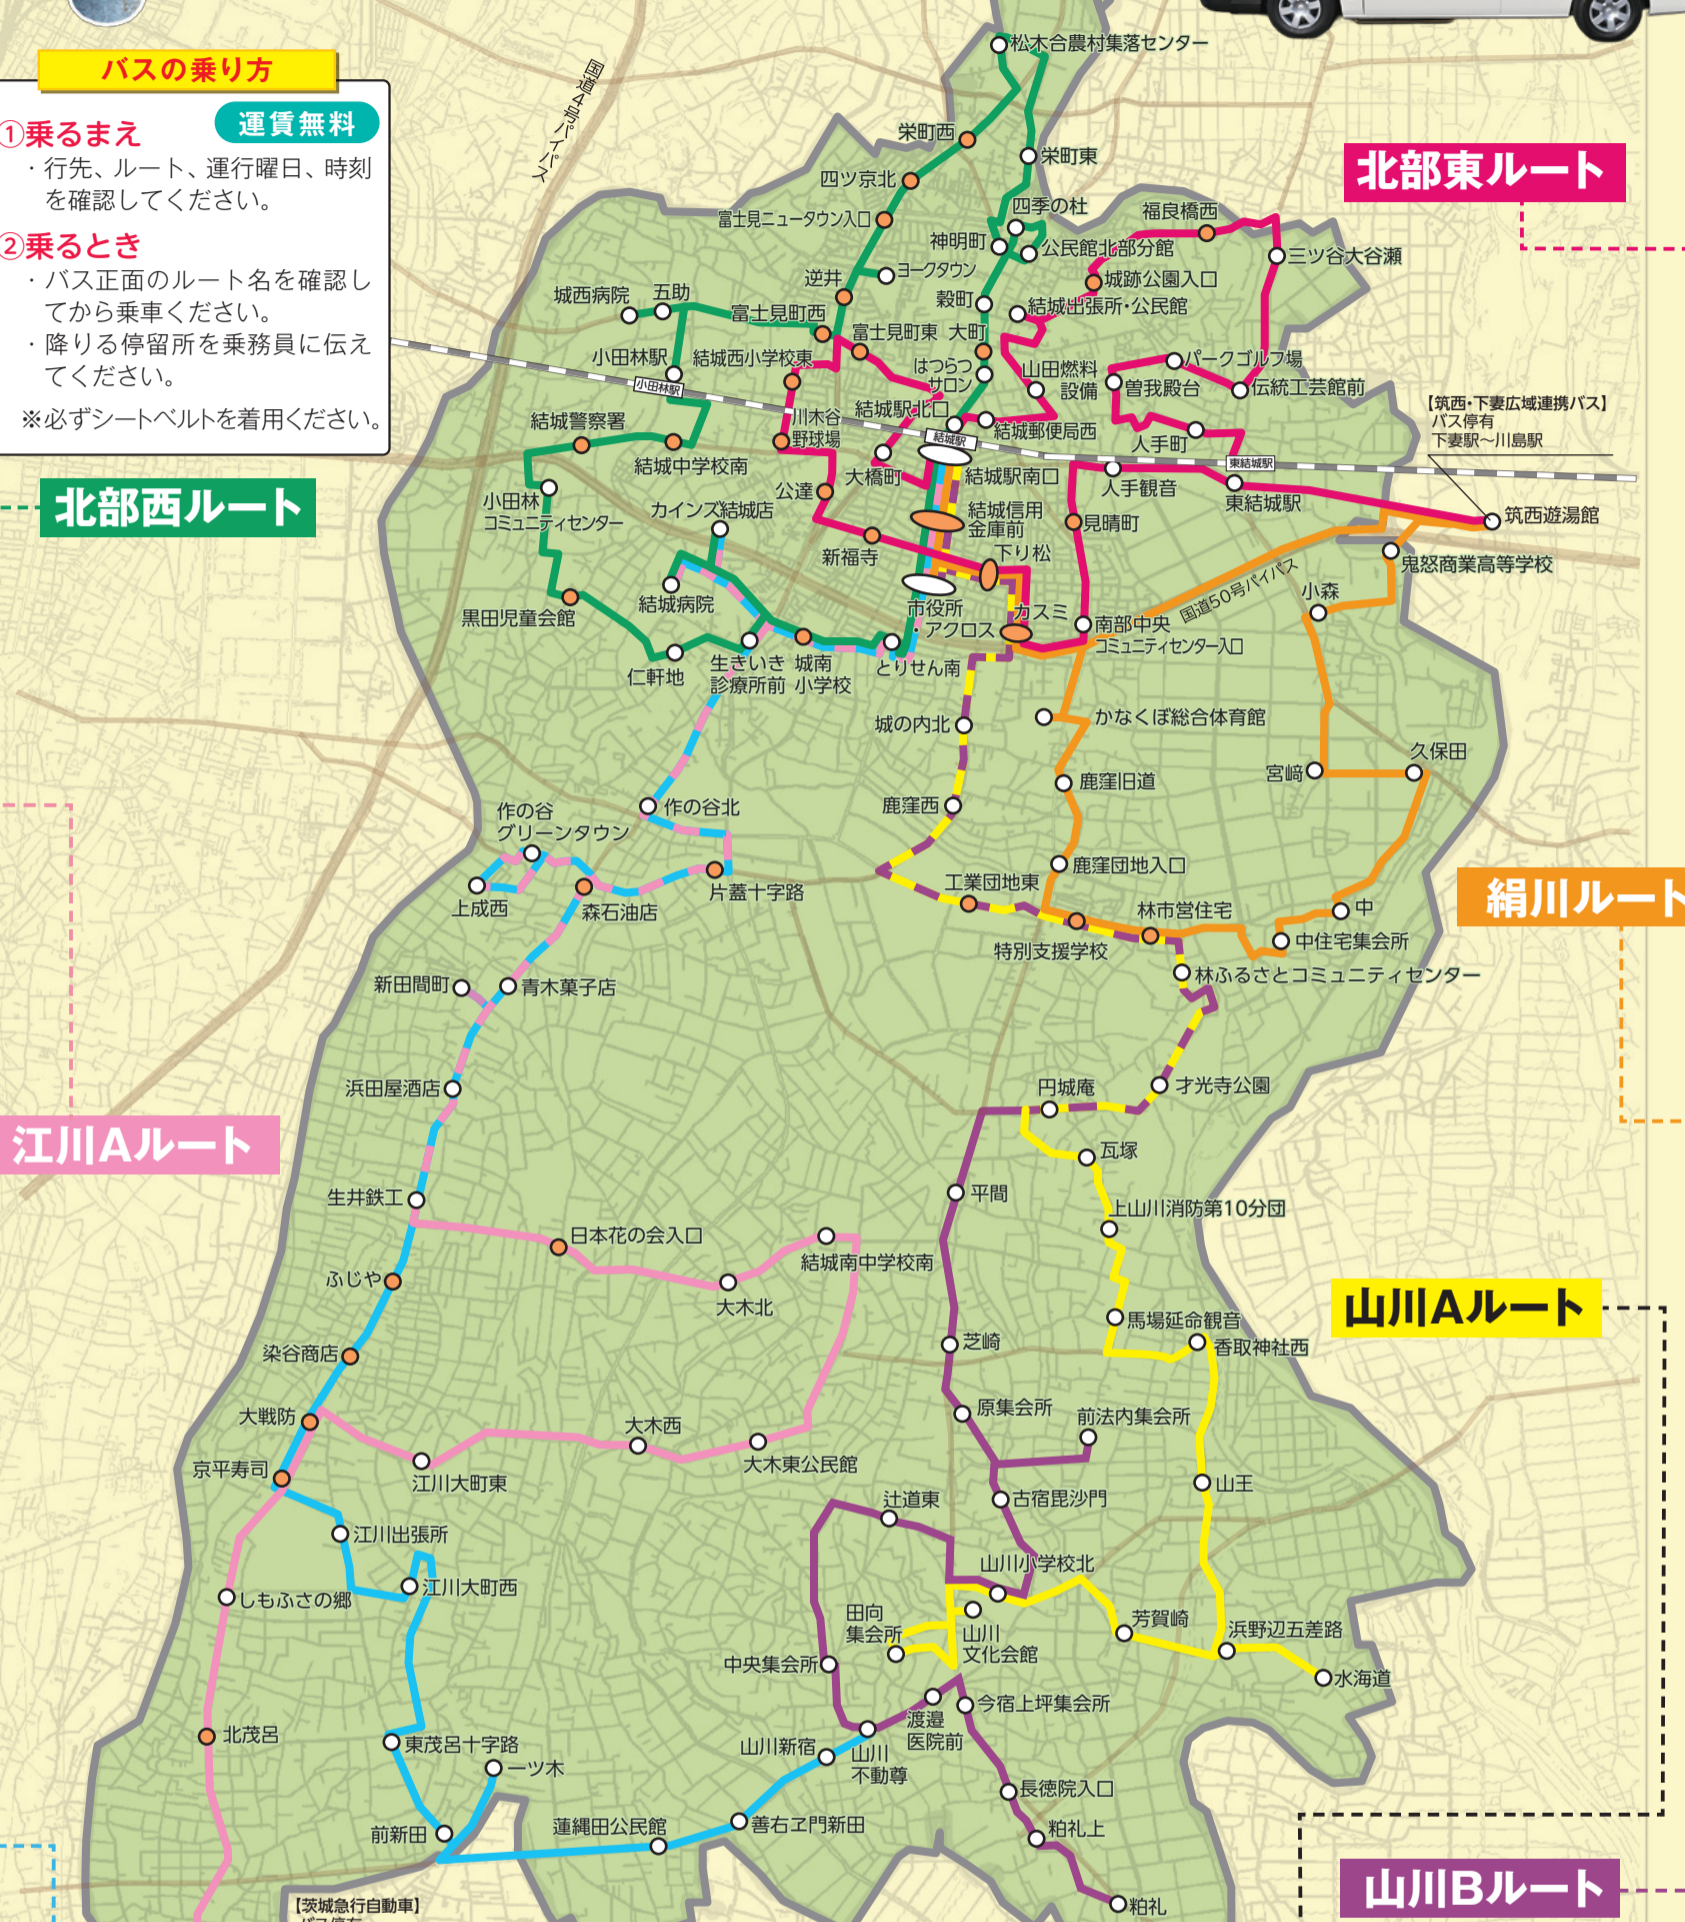 バスの乗り方
運賃無料
①乗るまえ
・行先、ルート、運行曜日、時刻
を確認してください。
②乗るとき
・バス正面のルート名を確認し
てから乗車ください。
・降りる停留所を乗務員に伝え
てください。
※必ずシートベルトを着用ください。
国道4号バイパス
松木合農村集落センター
栄町西
栄町東
四ツ京北
富士見ニュータウン入口
四季の杜
神明町
公民館北部分館
福良橋西
北部東ルート
三ツ谷大谷瀬
逆井
ヨークタウン
城跡公園入口
穀町
結城出張所・公民館
城西病院
五助
富士見町西
富士見町東
大町
小田林駅
小田林駅
結城西小学校東
はつらつ
サロン
山田燃料
設備
曽我殿台
パークゴルフ場
伝統工芸館前
【筑西・下妻広域連携バス】
バス停有
下妻駅～川島駅
結城警察署
川木谷
野球場
結城駅北口
結城駅
結城郵便局西
人手町
東結城駅
東結城駅
結城中学校南
大橋町
結城駅南口
人手観音
北部西ルート
小田林
コミュニティセンター
カインズ結城店
公達
結城信用
金庫前
見晴町
筑西遊湯館
新福寺
下り松
鬼怒商業高等学校
国道50号バイパス
小森
黒田児童会館
結城病院
市役所
・アクロス
カスミ
南部中央
コミュニティセンター入口
仁軒地
生きいき
診療所前
城南
小学校
とりせん南
城の内北
かなくぼ総合体育館
宮﨑
久保田
鹿窪旧道
作の谷
グリーンタウン
作の谷北
鹿窪西
鹿窪団地入口
上成西
森石油店
片蓋十字路
工業団地東
林市営住宅
中
中住宅集会所
絹川ルート
特別支援学校
林ふるさとコミュニティセンター
新田間町
青木菓子店
浜田屋酒店
円城庵
才光寺公園
江川Aルート
瓦塚
生井鉄工
平間
上山川消防第10分団
日本花の会入口
結城南中学校南
ふじや
大木北
山川Aルート
馬場延命観音
香取神社西
染谷商店
芝崎
大戦防
大木西
原集会所
前法内集会所
京平寿司
江川大町東
大木東公民館
山王
辻道東
古宿毘沙門
江川出張所
山川小学校北
しもふさの郷
江川大町西
田向
集会所
山川
文化会館
芳賀崎
浜野辺五差路
中央集会所
水海道
今宿上坪集会所
渡邉
医院前
北茂呂
東茂呂十字路
一ツ木
山川新宿
山川
不動尊
長徳院入口
前新田
蓮縄田公民館
善右ヱ門新田
粕礼上
山川Bルート
粕礼
【茨城急行自動車】